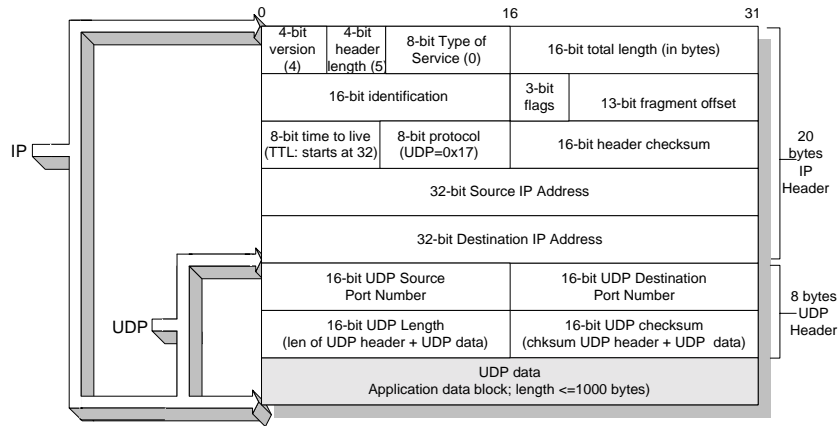 0 16 31
4-bit
version
(4)
4-bit
header
length (5)
8-bit Type of
Service (0)
16-bit total length (in bytes)
16-bit identification
3-bit
flags
13-bit fragment offset
8-bit time to live
(TTL: starts at 32)
8-bit protocol
(UDP=0x17)
16-bit header checksum
20
bytes
IP
Header
IP
32-bit Source IP Address
32-bit Destination IP Address
16-bit UDP Source
Port Number
16-bit UDP Destination
Port Number
8 bytes
UDP
Header
UDP
16-bit UDP Length
(len of UDP header + UDP data)
16-bit UDP checksum
(chksum UDP header + UDP data)
UDP data
Application data block; length <=1000 bytes)